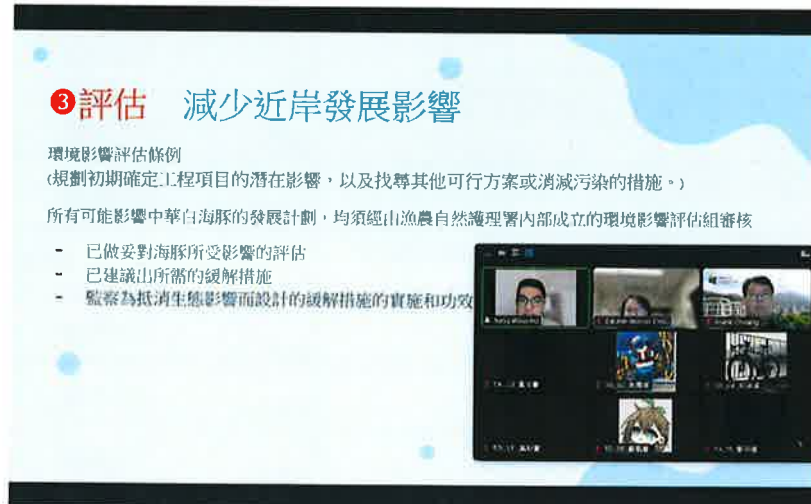 ❸評估 減少近岸發展影響
環境影響評估條例
(規劃初期確定工程項目的潛在影響，以及找尋其他可行方案或消減污染的措施。)
所有可能影響中華白海豚的發展計劃，均須經由漁農自然護理署內部成立的環境影響評估組審核
- 已做妥對海豚所受影響的評估
- 已建議出所需的緩解措施
- 監察為抵消生態影響而設計的緩解措施的實施和功效